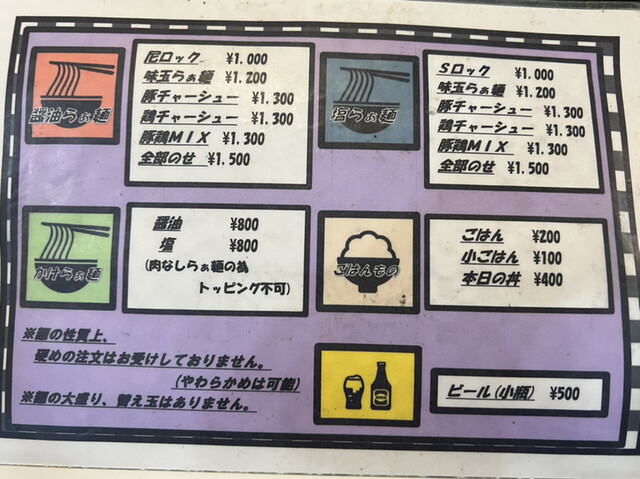 醤油らぁ麺
尼ロック ¥1.000
味玉らぁ麺 ¥1.200
豚チャーシュー ¥1.300
鶏チャーシュー ¥1.300
豚鶏MIX ¥1.300
全部のせ ¥1.500
塩らぁ麺
Sロック ¥1.000
味玉らぁ麺 ¥1.200
豚チャーシュー ¥1.300
鶏チャーシュー ¥1.300
豚鶏MIX ¥1.300
全部のせ ¥1.500
かけらぁ麺
醤油 ¥800
塩 ¥800
(肉なしらぁ麺の為
トッピング不可)
ごはんもの
ごはん ¥200
小ごはん ¥100
本日の丼 ¥400
※麺の性質上、
硬めの注文はお受けしておりません。
(やわらかめは可能)
※麺の大盛り、替え玉はありません。
ビール(小瓶) ¥500